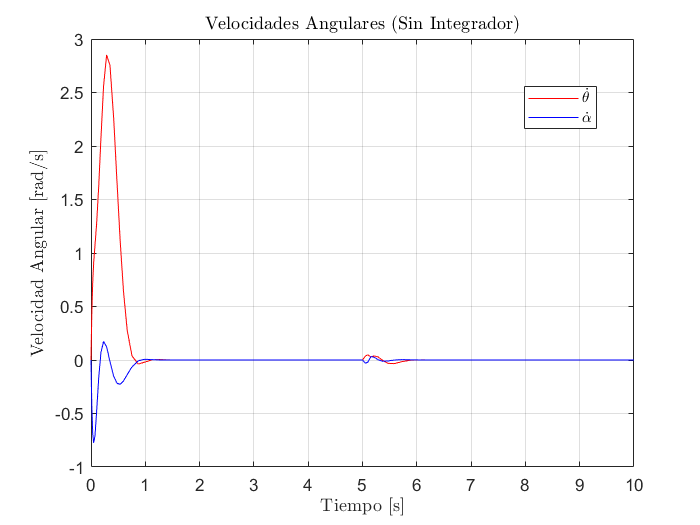 Velocidades Angulares (Sin Integrador)
3
2.5
2
1.5
1
0.5
0
-0.5
-1
Velocidad Angular [rad/s]
θ̇
α̇
0 1 2 3 4 5 6 7 8 9 10
Tiempo [s]